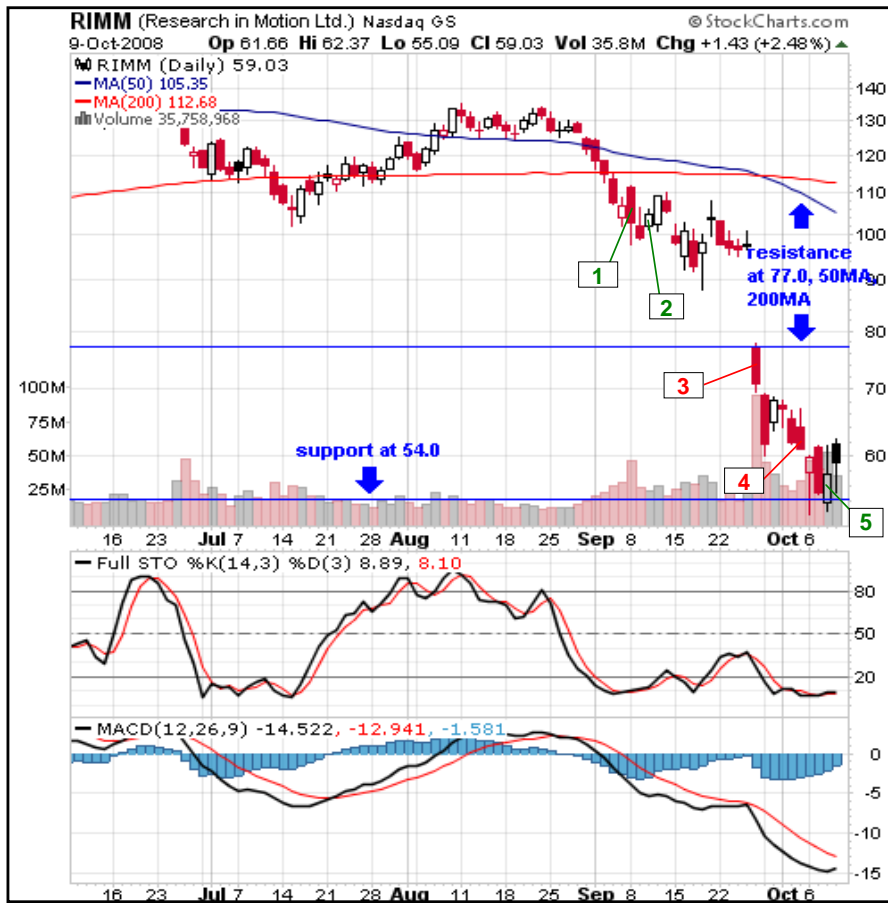 RIMM (Research in Motion Ltd.) Nasdaq GS © StockCharts.com
9-Oct-2008 Op 61.66 Hi 62.37 Lo 55.09 Cl 59.03 Vol 35.8M Chg +1.43 (+2.48%)
RIMM (Daily) 59.03
MA(50) 105.35
MA(200) 112.68
Volume 35,758,968
140
130
120
110
100
90
80
70
60
1
2
resistance
at 77.0, 50MA,
200MA
3
100M
75M
50M
25M
support at 54.0
4
5
16 23 Jul 7 14 21 28 Aug 11 18 25 Sep 8 15 22 Oct 6
Full STO %K(14,3) %D(3) 8.89, 8.10
80
50
20
MACD(12,26,9) -14.522, -12.941, -1.581
0
-5
-10
-15
16 23 Jul 7 14 21 28 Aug 11 18 25 Sep 8 15 22 Oct 6